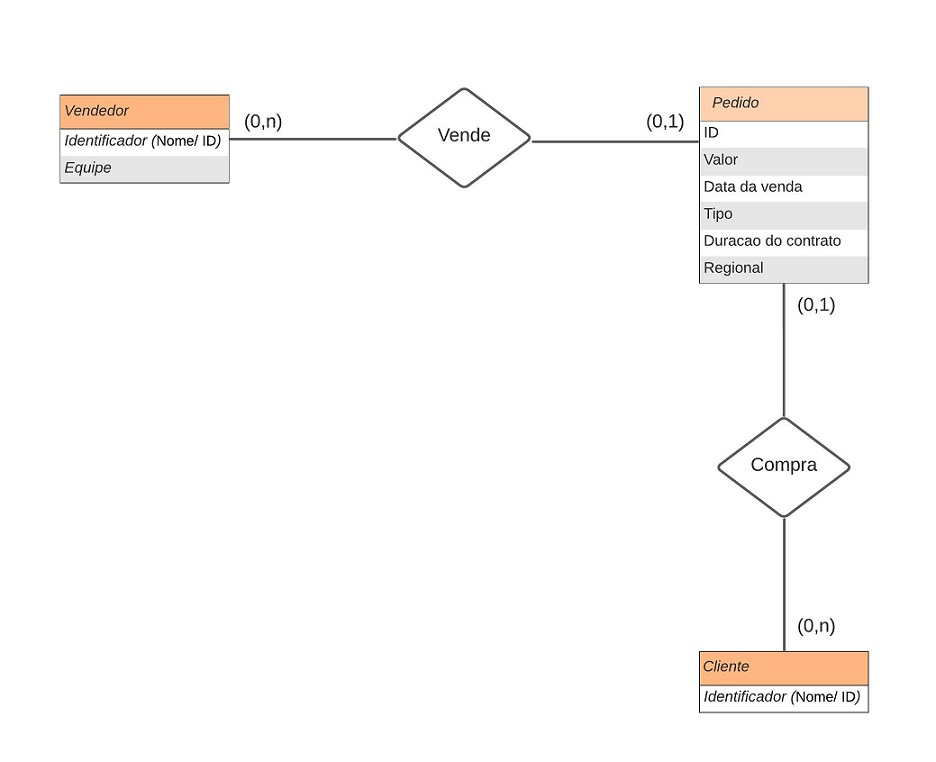 Vendedor
Identificador (Nome/ ID)
Equipe
(0,n)
Vende
(0,1)
Pedido
ID
Valor
Data da venda
Tipo
Duracao do contrato
Regional
(0,1)
Compra
(0,n)
Cliente
Identificador (Nome/ ID)